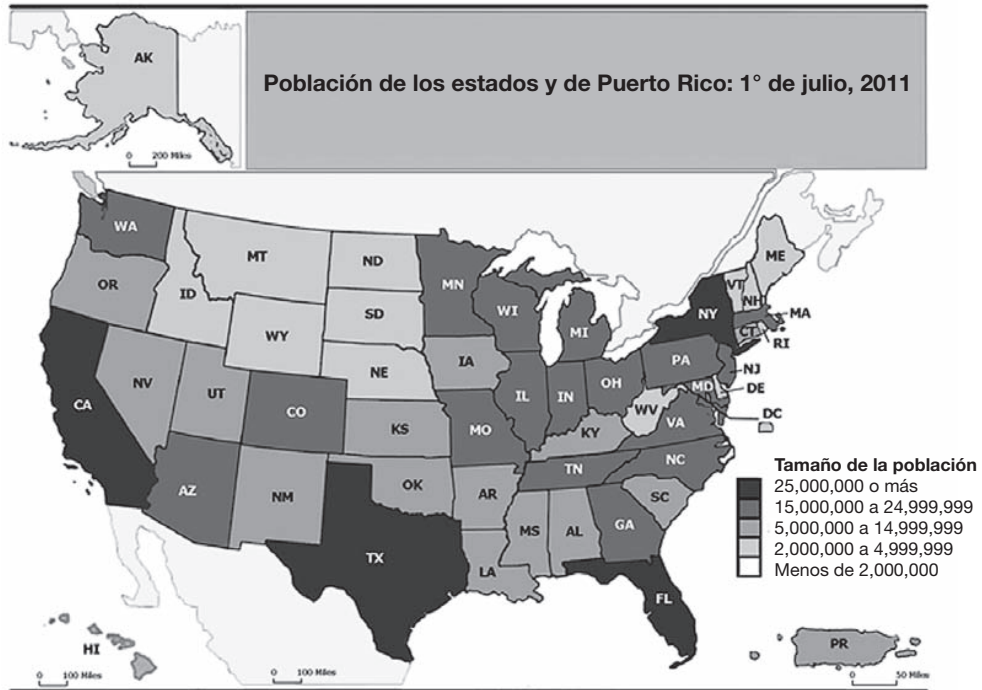 AK
Población de los estados y de Puerto Rico: 1° de julio, 2011
0 200 Miles
WA
MT
ND
MN
ME
OR
ID
SD
WI
MI
VT
NH
NY
MA
WY
CT
RI
IA
PA
NJ
NE
NV
UT
IL
IN
OH
MD
DE
CA
CO
WV
DC
KS
MO
KY
VA
NC
TN
AZ
NM
OK
AR
SC
MS
AL
GA
TX
LA
FL
Tamaño de la población
25,000,000 o más
15,000,000 a 24,999,999
5,000,000 a 14,999,999
2,000,000 a 4,999,999
Menos de 2,000,000
HI
0 100 Miles
0 100 Miles
PR
0 50 Miles